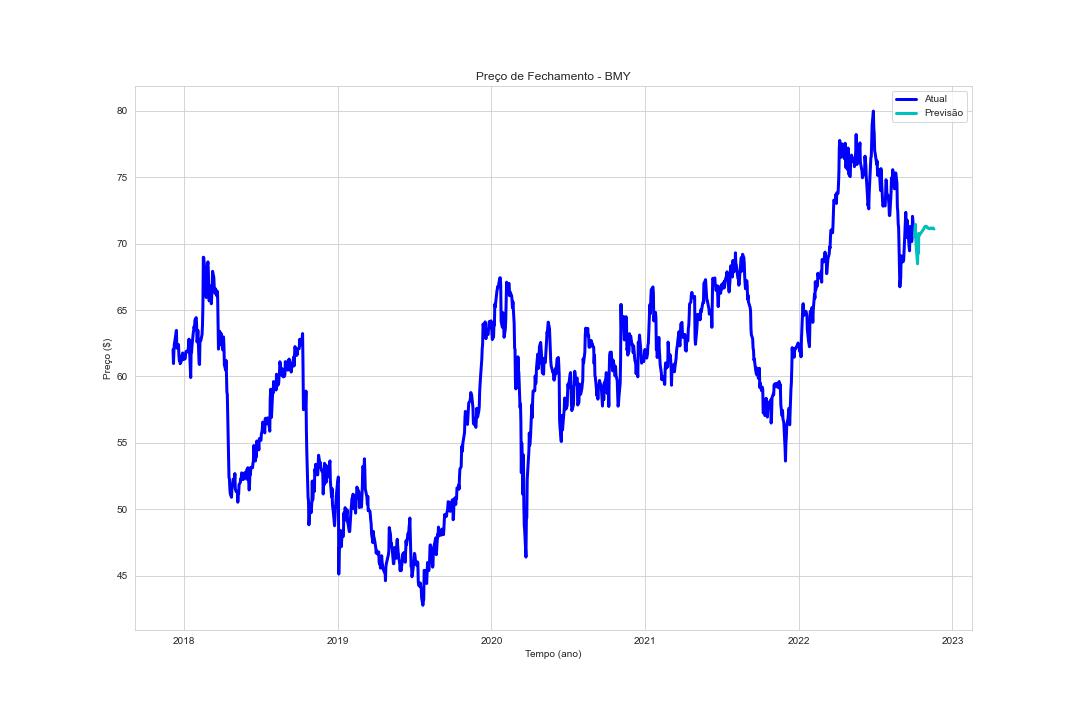 Preço de Fechamento - BMY
Atual
Previsão
80
75
70
65
60
55
50
45
Preço ($)
2018 2019 2020 2021 2022 2023
Tempo (ano)